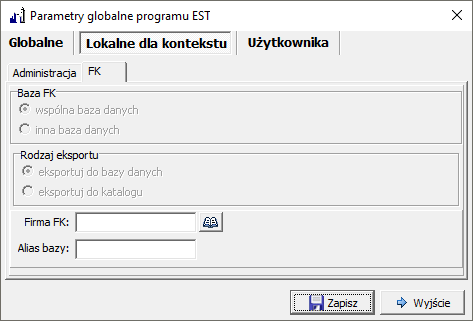 Parametry globalne programu EST
Globalne Lokalne dla kontekstu Użytkownika
Administracja FK
Baza FK
wspólna baza danych
inna baza danych
Rodzaj eksportu
eksportuj do bazy danych
eksportuj do katalogu
Firma FK:
Alias bazy:
Zapisz Wyjście